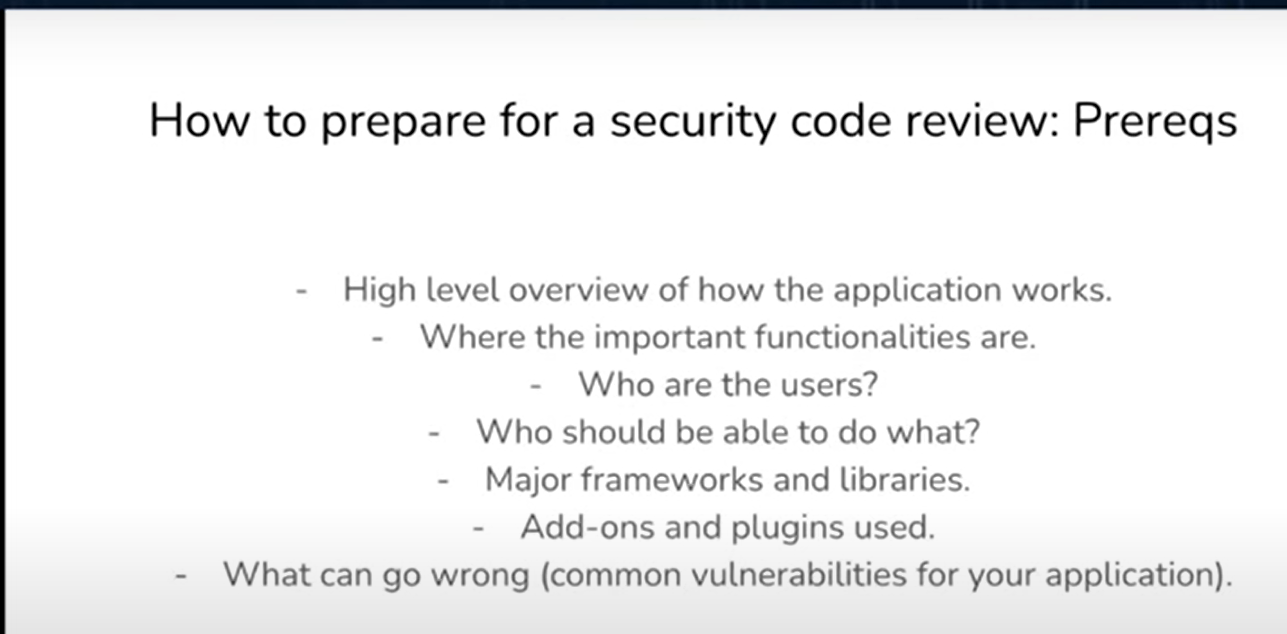 How to prepare for a security code review: Prereqs
- High level overview of how the application works.
- Where the important functionalities are.
- Who are the users?
- Who should be able to do what?
- Major frameworks and libraries.
- Add-ons and plugins used.
- What can go wrong (common vulnerabilities for your application).